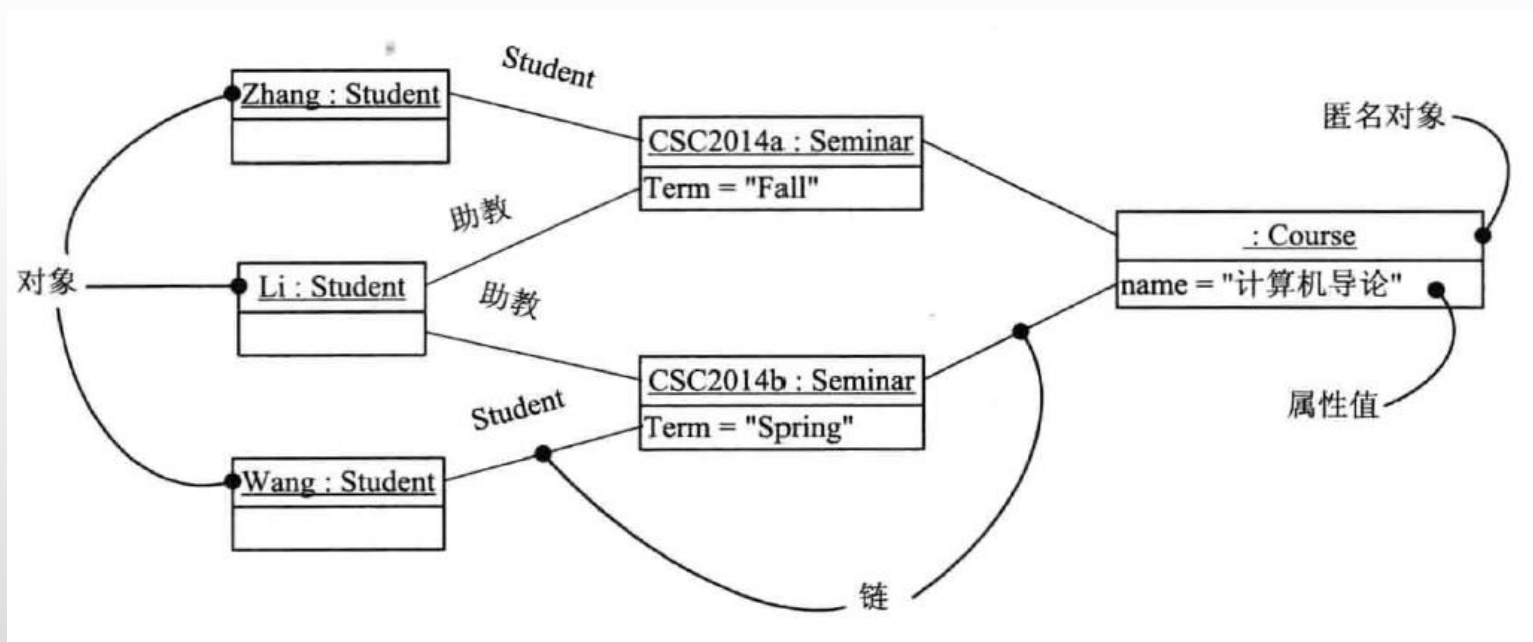 Student
Zhang : Student
匿名对象
CSC2014a : Seminar
Term = "Fall"
助教
: Course
name = "计算机导论"
对象
Li : Student
助教
CSC2014b : Seminar
Term = "Spring"
属性值
Student
Wang : Student
链